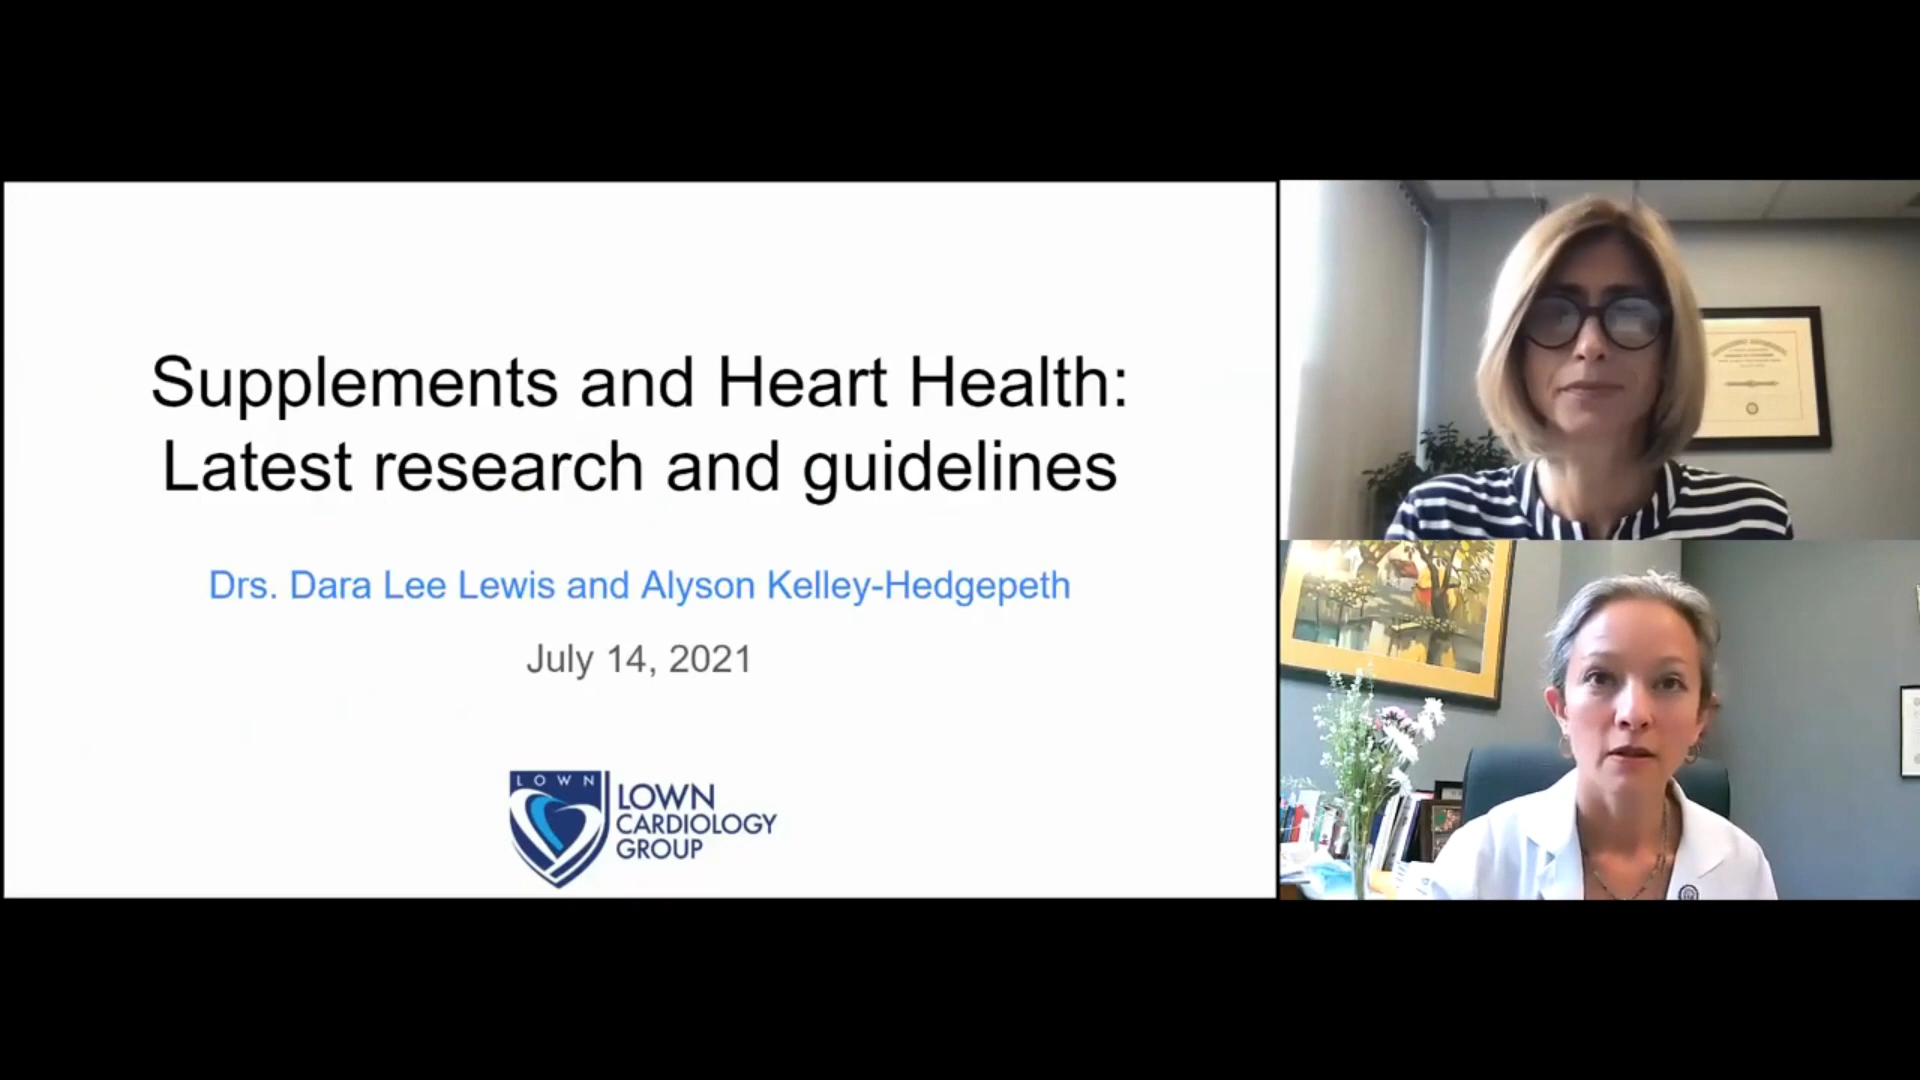 Supplements and Heart Health:
Latest research and guidelines
Drs. Dara Lee Lewis and Alyson Kelley-Hedgepeth
July 14, 2021
LOWN
LOWN
CARDIOLOGY
GROUP